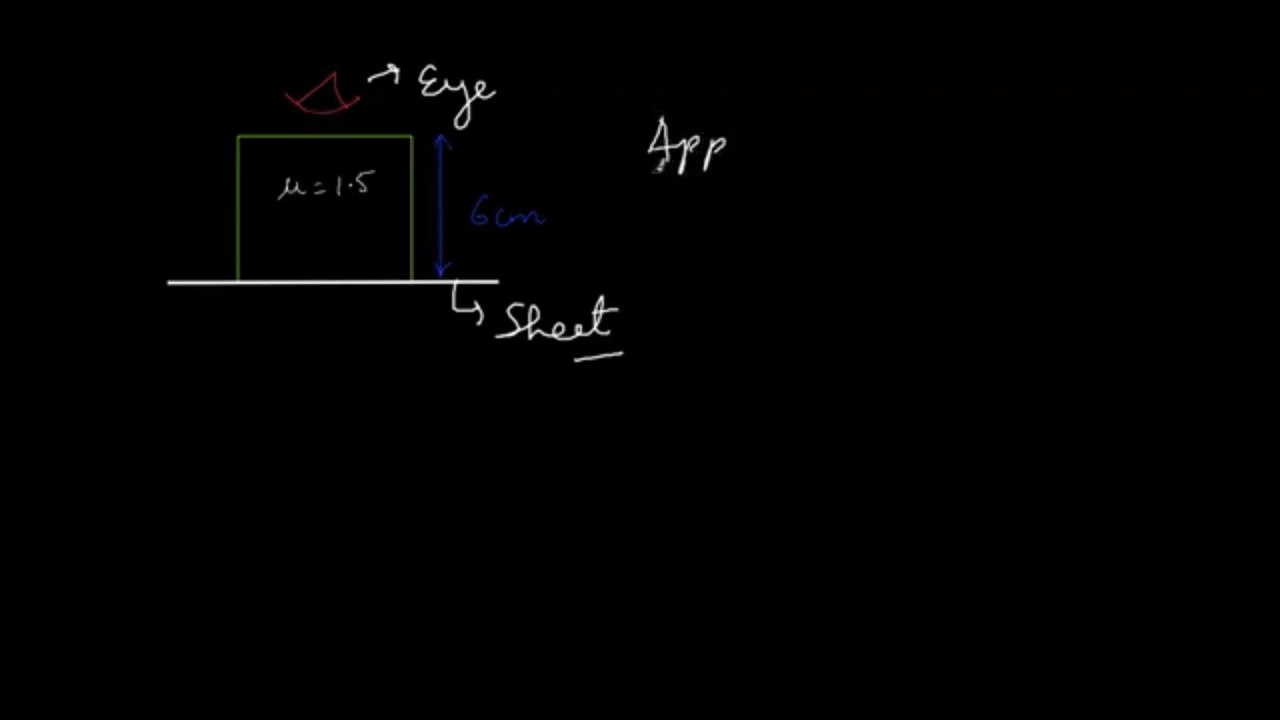 → Eye
App
μ = 1.5
6cm
Sheet